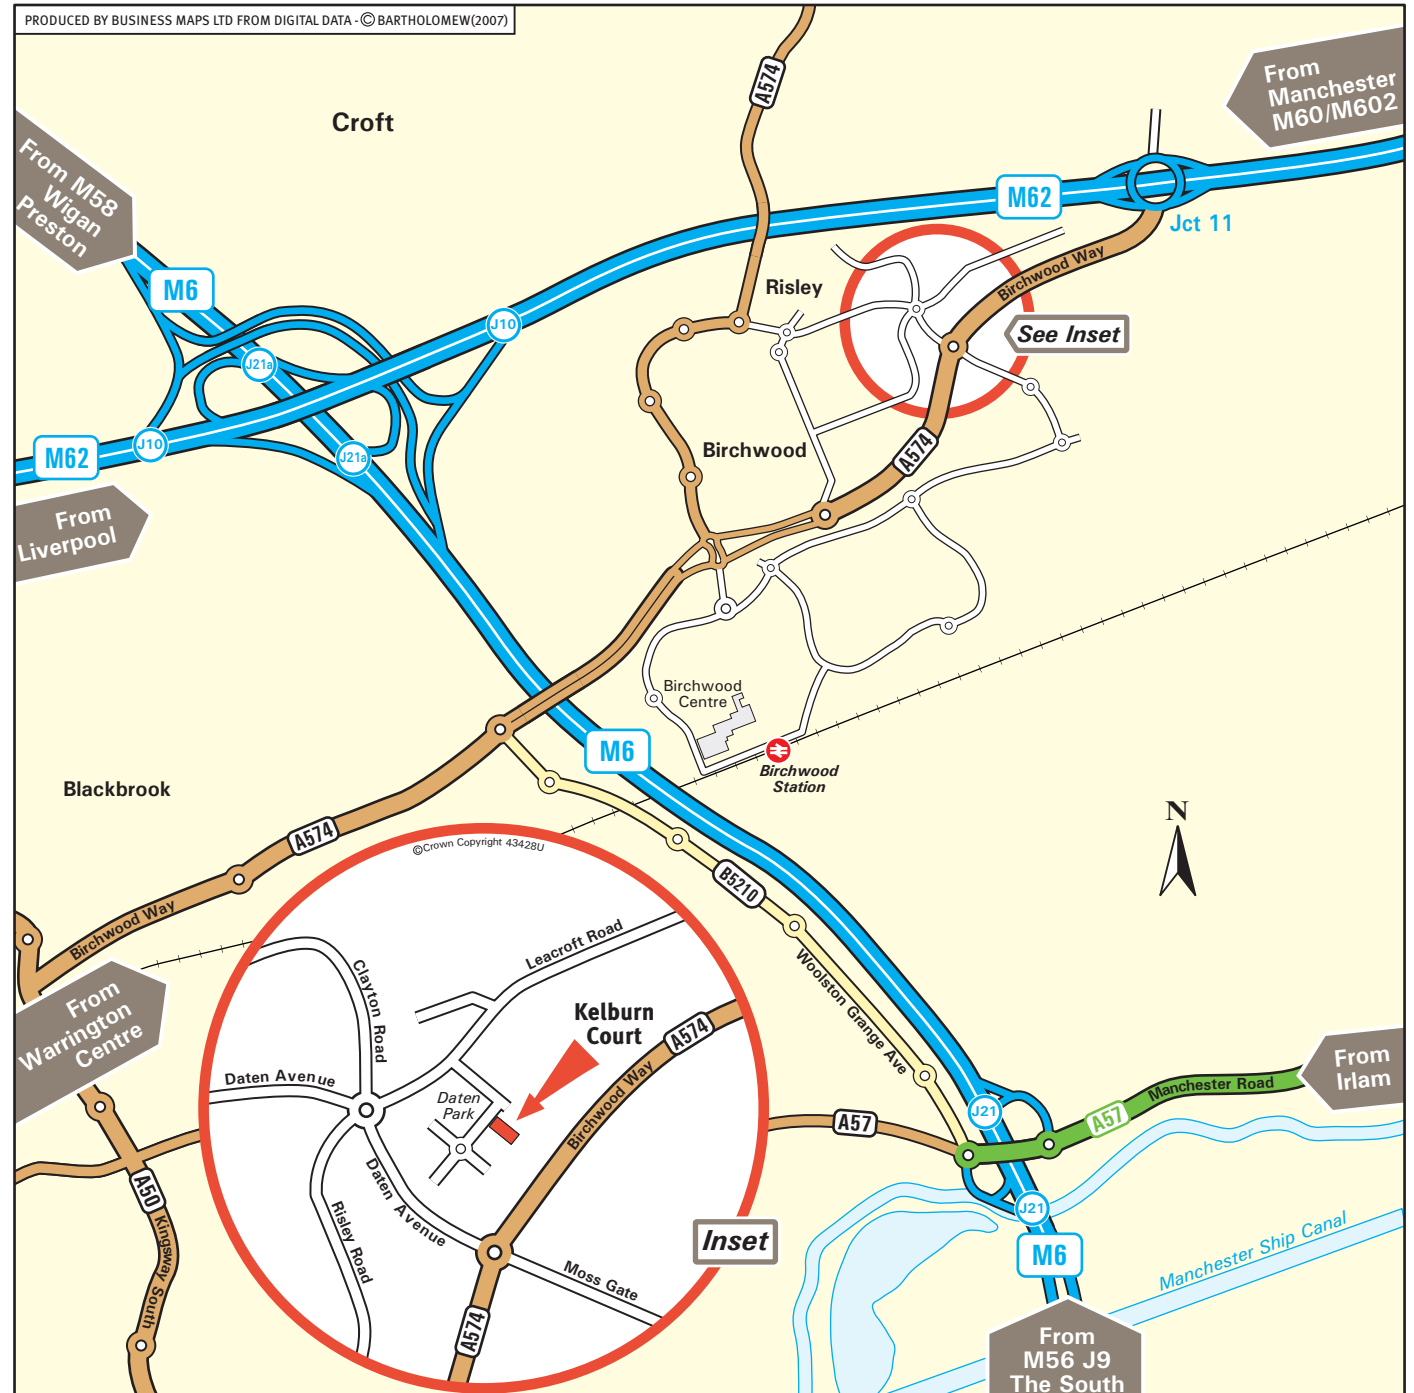 PRODUCED BY BUSINESS MAPS LTD FROM DIGITAL DATA - © BARTHOLOMEW(2007)
A574
From
Manchester
M60/M602
Croft
From M58
Wigan
Preston
M62
Jct 11
M6
Risley
Birchwood Way
J10
See Inset
J21a
J10
M62
J21a
Birchwood
A574
From
Liverpool
Birchwood
Centre
M6
Birchwood
Station
Blackbrook
N
A574
©Crown Copyright 43428U
B5210
Birchwood Way
Woolston Grange Ave
From
Warrington
Centre
Clayton Road
Leacroft Road
Kelburn
Court
A574
Birchwood Way
Daten Avenue
Daten
Park
Daten Avenue
Risley Road
Moss Gate
A574
Inset
A50
Kingsway South
A57
J21
A57
Manchester Road
From
Irlam
J21
M6
Manchester Ship Canal
From
M56 J9
The South